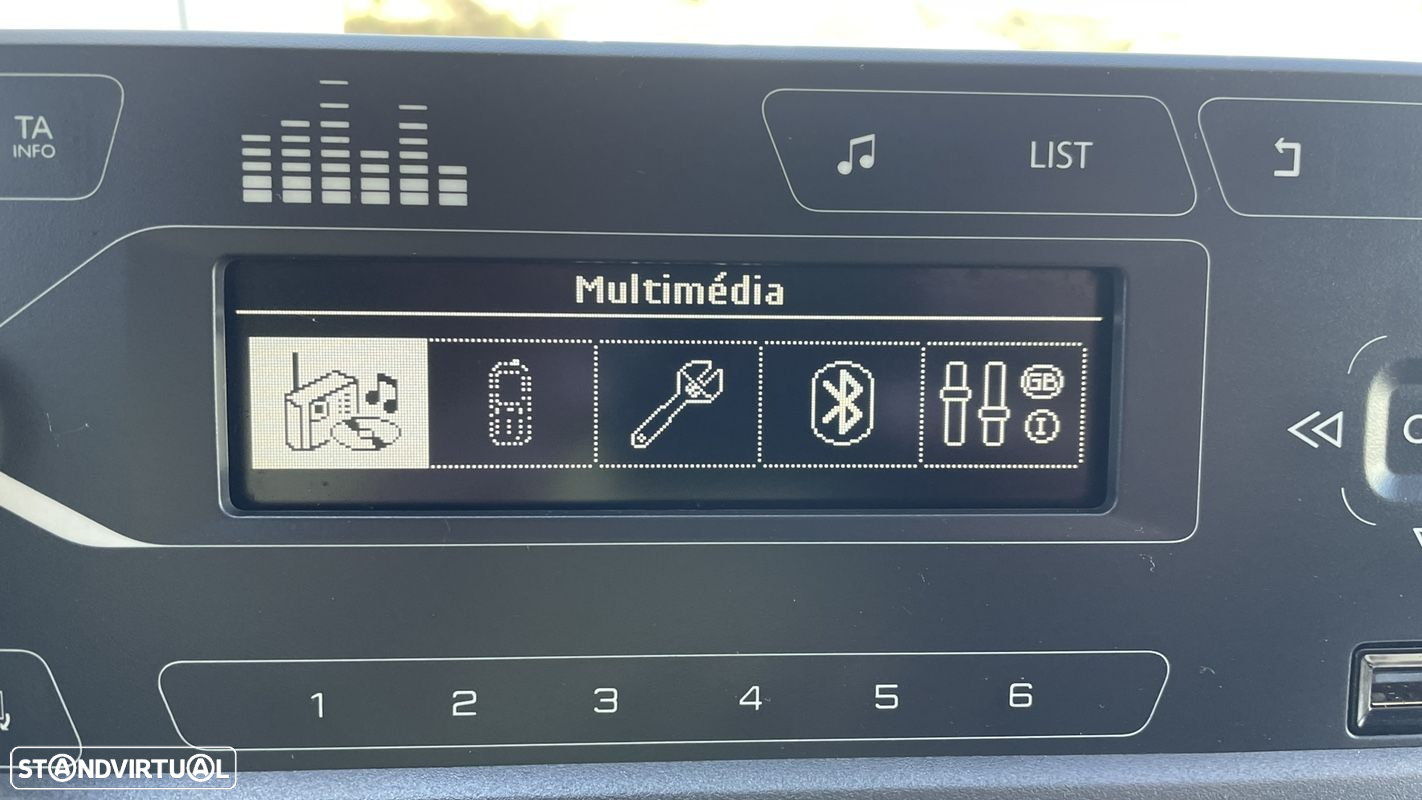 TA
INFO
LIST
Multimédia
GB
I
1 2 3 4 5 6
STANDVIRTUAL